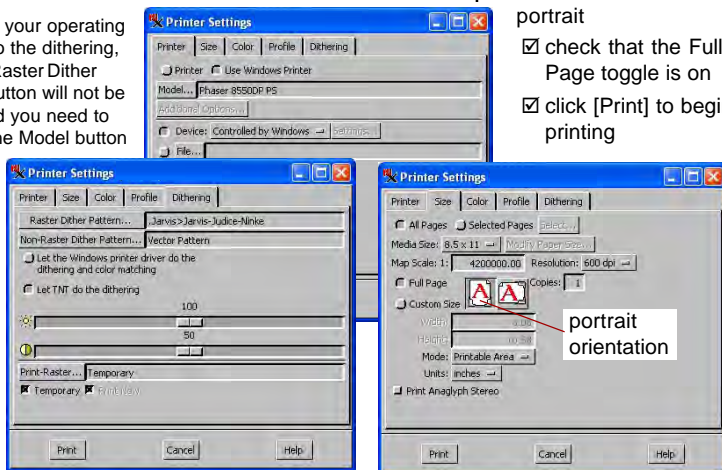 your operating
the dithering,
Raster Dither
utton will not be
d you need to
he Model button
portrait
☑ check that the Full
Page toggle is on
☑ click [Print] to begi
printing
Printer Settings
Printer Size Color Profile Dithering
Printer Use Windows Printer
Model... Phaser 8550DP PS
Additional Options...
Device: Controlled by Windows Settings...
File...
Printer Settings
Printer Size Color Profile Dithering
Raster Dither Pattern... Jarvis>Jarvis-Judice-Ninke
Non-Raster Dither Pattern... Vector Pattern
Let the Windows printer driver do the
dithering and color matching
Let TNT do the dithering
100
50
Print-Raster... Temporary
Temporary Print Only
Print Cancel Help
Printer Settings
Printer Size Color Profile Dithering
All Pages Selected Pages Select...
Media Size: 8.5 x 11 Modify Paper Size...
Map Scale: 1: 4200000.00 Resolution: 600 dpi
Full Page A A Copies: 1
Custom Size
Width:
Height: 10.58
Mode: Printable Area
Units: inches
Print Anaglyph Stereo
portrait
orientation
Print Cancel Help